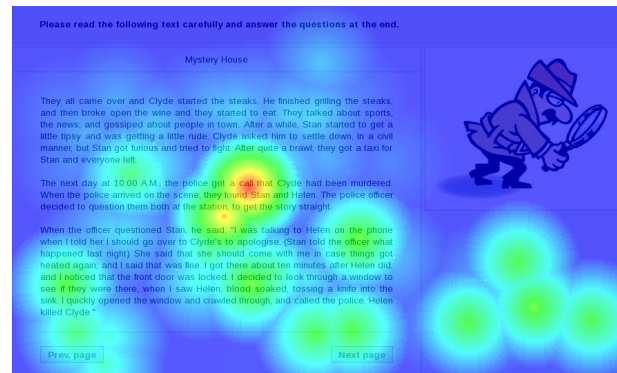 Please read the following text carefully and answer the questions at the end.
Mystery House
They all came over and Clyde started the steaks. He finished grilling the steaks,
and then broke open the wine and they started to eat. They talked about sports,
the news, and gossiped about people in town. After a while, Stan started to get a
little tipsy and was getting a little rude. Clyde asked him to settle down, in a civil
manner, but Stan got furious and tried to fight. After quite a brawl, they got a taxi for
Stan and everyone left.
The next day at 10:00 A.M., the police got a call that Clyde had been murdered.
When the police arrived on the scene, they found Stan and Helen. The police officer
decided to question them both at the station, to get the story straight.
When the officer questioned Stan, he said, "I was talking to Helen on the phone
when I told her I should go over to Clyde's to apologise. (Stan told the officer what
happened last night) She said that she should come with me in case things got
heated again, and I said that was fine. I got there about ten minutes after Helen did,
and I noticed that the front door was locked. I decided to look through a window to
see if they were there, when I saw Helen, blood soaked, tossing a knife into the
sink. I quickly opened the window and crawled through, and called the police. Helen
killed Clyde."
Prev. page
Next page